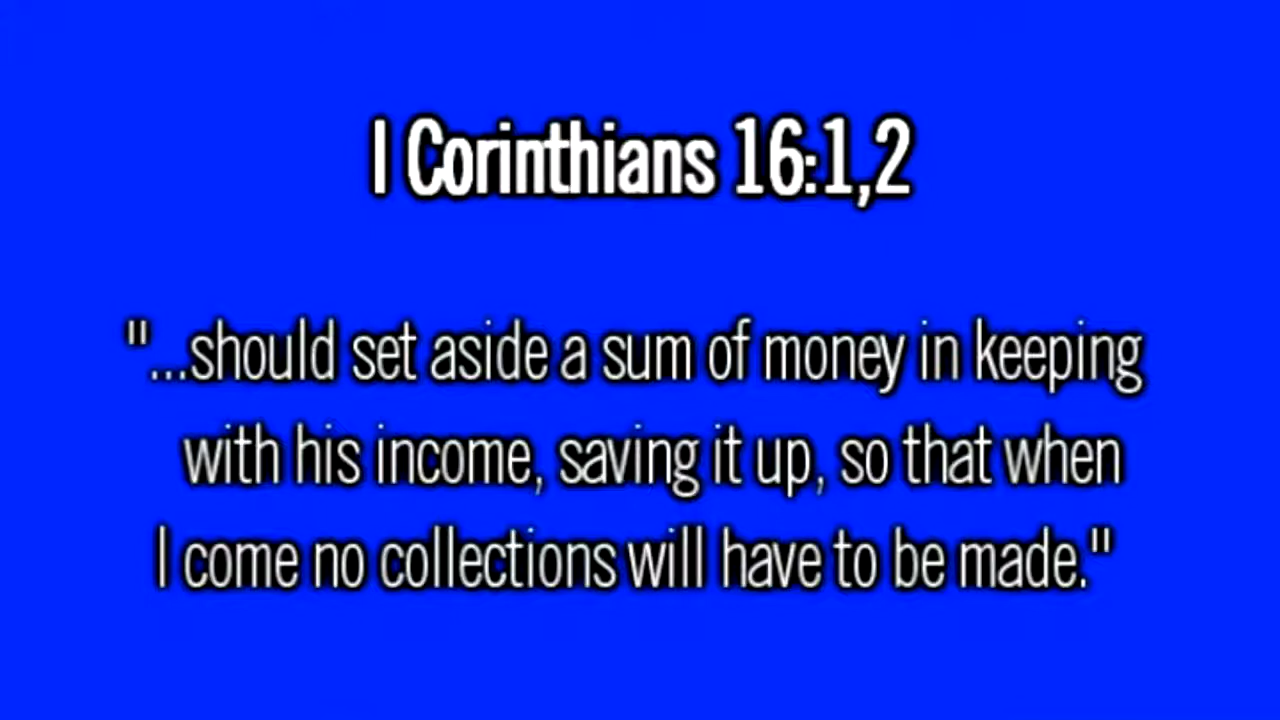 I Corinthians 16:1,2
"...should set aside a sum of money in keeping
with his income, saving it up, so that when
I come no collections will have to be made."